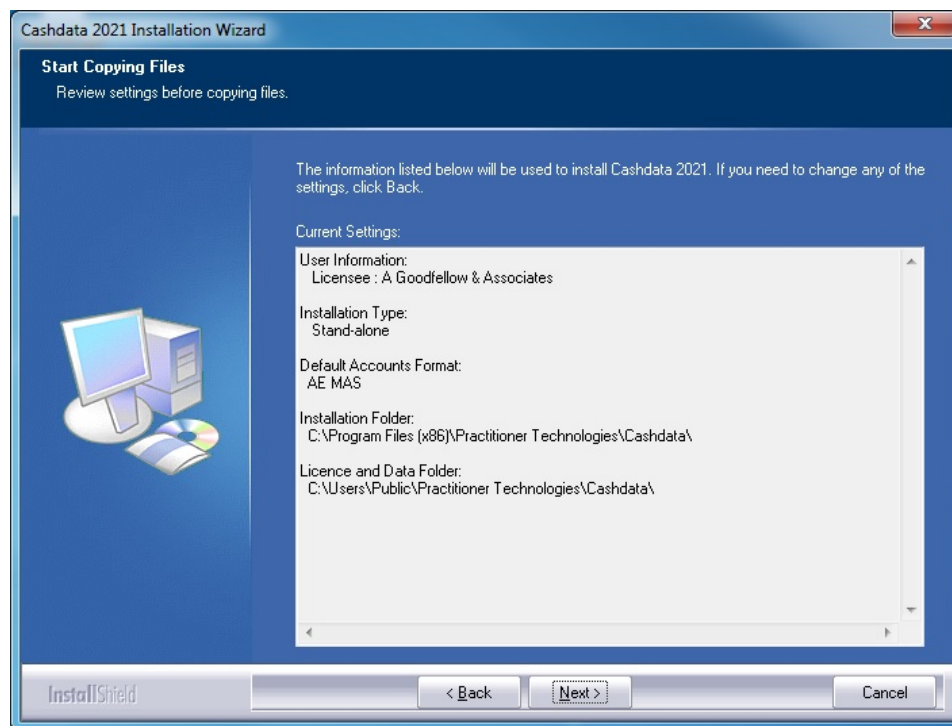 Cashdata 2021 Installation Wizard
Start Copying Files
Review settings before copying files.
The information listed below will be used to install Cashdata 2021. If you need to change any of the
settings, click Back.
Current Settings:
User Information:
Licensee : A Goodfellow & Associates
Installation Type:
Stand-alone
Default Accounts Format:
AE MAS
Installation Folder:
C:\Program Files (x86)\Practitioner Technologies\Cashdata\
Licence and Data Folder:
C:\Users\Public\Practitioner Technologies\Cashdata\
InstallShield
< Back
Next >
Cancel